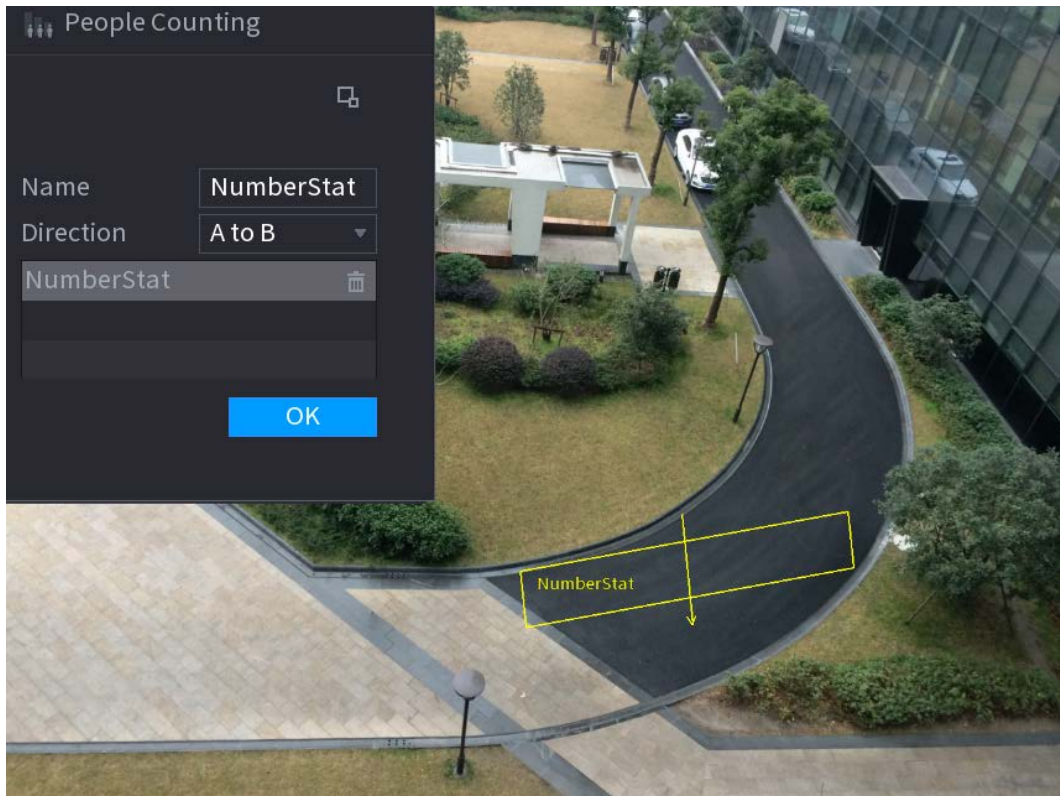 People Counting
Name NumberStat
Direction A to B
NumberStat
OK
NumberStat